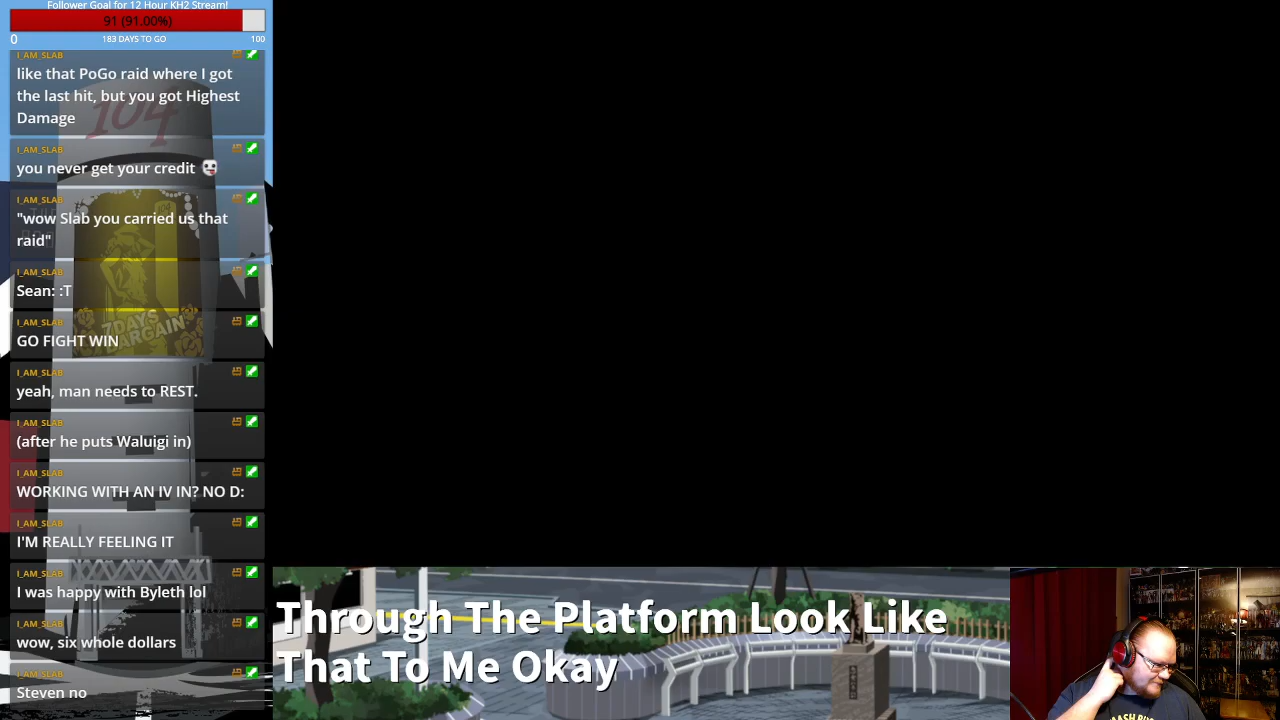 Follower Goal for 12 Hour KH2 Stream!
91 (91.00%)
0 183 DAYS TO GO 100
I_AM_SLAB
like that PoGo raid where I got
the last hit, but you got Highest
Damage
104
I_AM_SLAB
you never get your credit
I_AM_SLAB
"wow Slab you carried us that
raid"
I_AM_SLAB
Sean: :T
7DAYS
BARGAIN
I_AM_SLAB
GO FIGHT WIN
I_AM_SLAB
yeah, man needs to REST.
I_AM_SLAB
(after he puts Waluigi in)
I_AM_SLAB
WORKING WITH AN IV IN? NO D:
I_AM_SLAB
I'M REALLY FEELING IT
I_AM_SLAB
I was happy with Byleth lol
I_AM_SLAB
wow, six whole dollars
I_AM_SLAB
Steven no
Through The Platform Look Like
That To Me Okay